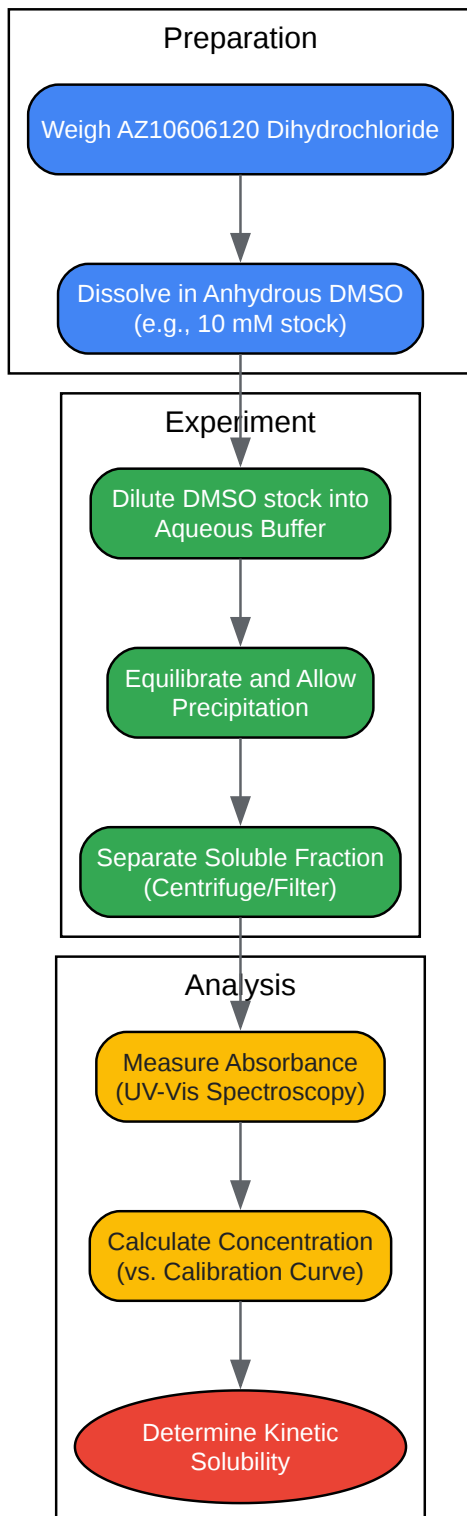 Preparation
Weigh AZ10606120 Dihydrochloride
Dissolve in Anhydrous DMSO
(e.g., 10 mM stock)
Experiment
Dilute DMSO stock into
Aqueous Buffer
Equilibrate and Allow
Precipitation
Separate Soluble Fraction
(Centrifuge/Filter)
Analysis
Measure Absorbance
(UV-Vis Spectroscopy)
Calculate Concentration
(vs. Calibration Curve)
Determine Kinetic
Solubility